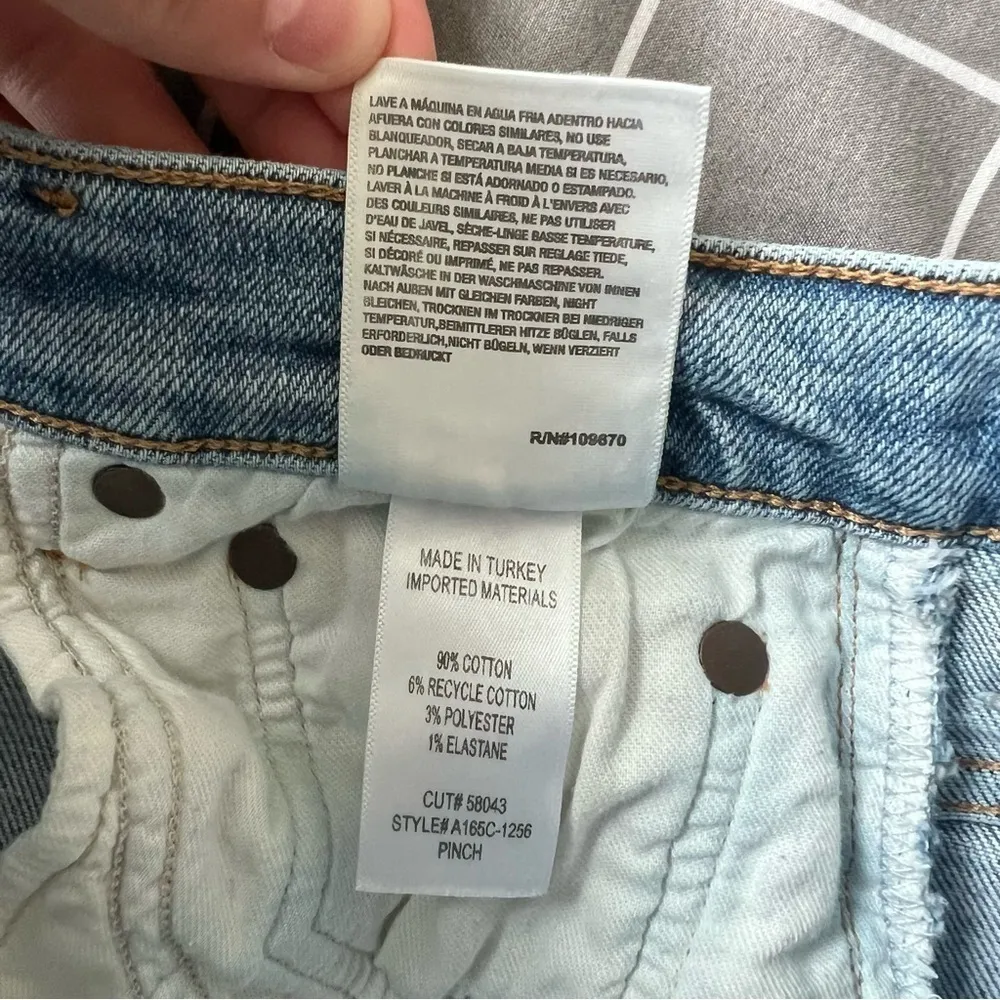 LAVE A MÁQUINA EN AGUA FRIA ADENTRO HACIA
AFUERA CON COLORES SIMILARES, NO USE
BLANQUEADOR, SECAR A BAJA TEMPERATURA,
PLANCHAR A TEMPERATURA MEDIA SI ES NECESARIO,
NO PLANCHE SI ESTÁ ADORNADO O ESTAMPADO.
LAVER À LA MACHINE À FROID À L'ENVERS AVEC
DES COULEURS SIMILAIRES, NE PAS UTILISER
D'EAU DE JAVEL, SÈCHE-LINGE BASSE TEMPERATURE,
SI NÉCESSAIRE, REPASSER SUR REGLAGE TIEDE,
SI DÉCORÉ OU IMPRIMÉ, NE PAS REPASSER.
KALTWÄSCHE IN DER WASCHMASCHINE VON INNEN
NACH AUBEN MIT GLEICHEN FARBEN, NIGHT
BLEICHEN, TROCKNEN IM TROCKNER BEI NIEDRIGER
TEMPERATUR,BEIMITTLERER HITZE BÜGLEN, FALLS
ERFORDERLICH,NICHT BÜGELN, WENN VERZIERT
ODER BEDRUCKT
R/N#109670
MADE IN TURKEY
IMPORTED MATERIALS
90% COTTON
6% RECYCLE COTTON
3% POLYESTER
1% ELASTANE
CUT# 58043
STYLE# A165C-1256
PINCH